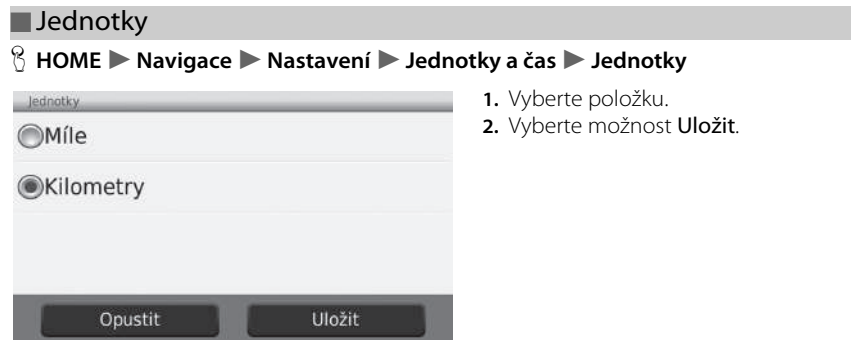 Jednotky
HOME ▶ Navigace ▶ Nastavení ▶ Jednotky a čas ▶ Jednotky
Jednotky
Míle
Kilometry
Opustit
Uložit
1. Vyberte položku.
2. Vyberte možnost Uložit.